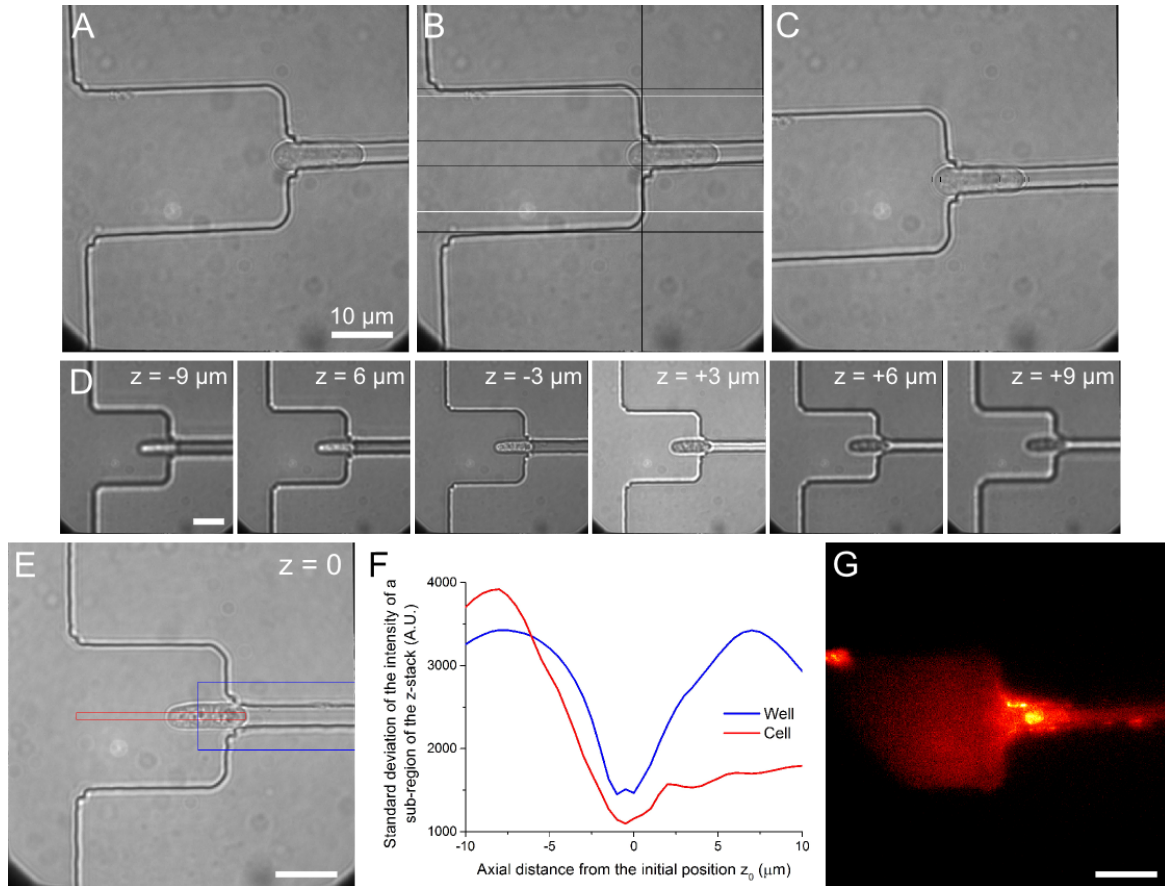 A
B
C
10 µm
D
z = -9 µm
z = 6 µm
z = -3 µm
z = +3 µm
z = +6 µm
z = +9 µm
E
z = 0
F
Standard deviation of the intensity of a
sub-region of the z-stack (A.U.)
4000
3000
2000
1000
-10
-5
0
5
10
Well
Cell
Axial distance from the initial position z₀ (µm)
G